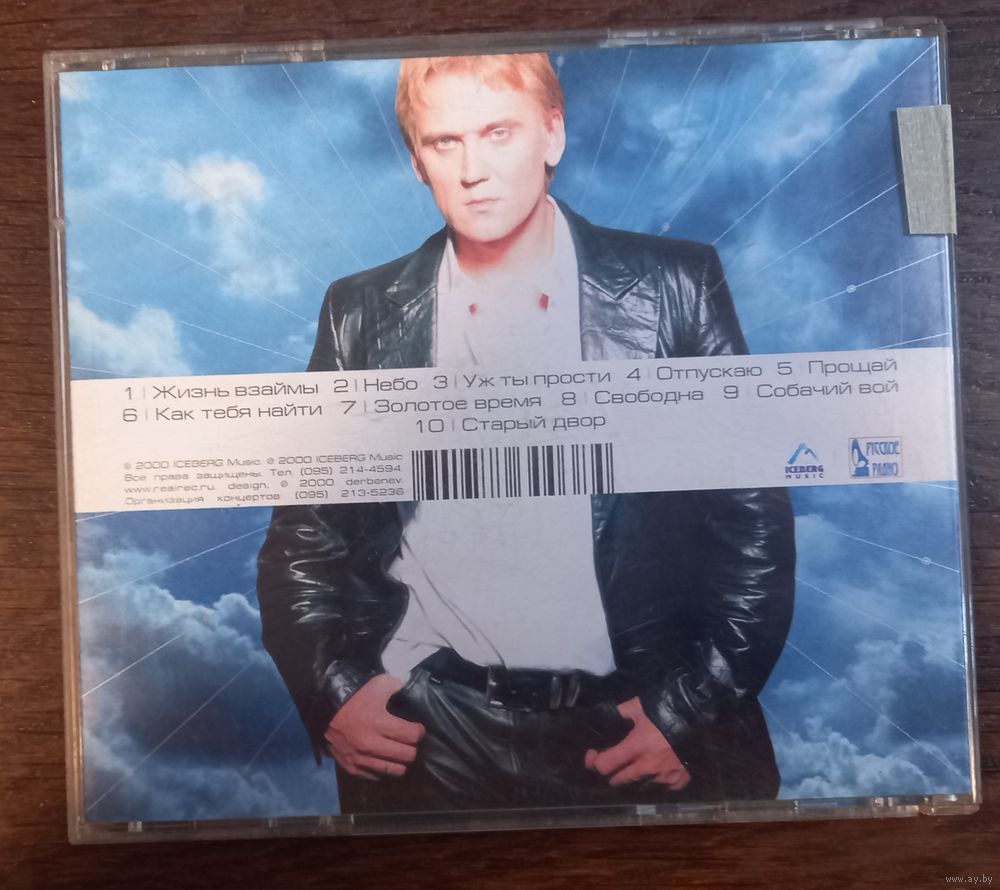 1 | Жизнь взаймы 2 | Небо 3 | Уж ты прости 4 | Отпускаю 5 | Прощай
6 | Как тебя найти 7 | Золотое время 8 | Свободна 9 | Собачий вой
10 | Старый двор
℗ 2000 ICEBERG Music. © 2000 ICEBERG Music
Все права защищены. Тел. (095) 214-4594.
www.realrec.ru. design, © 2000 derbenev.
Организация концертов: (095) 213-5236
ICEBERG
MUSIC
РУССКОЕ
РАДИО
www.ay.by